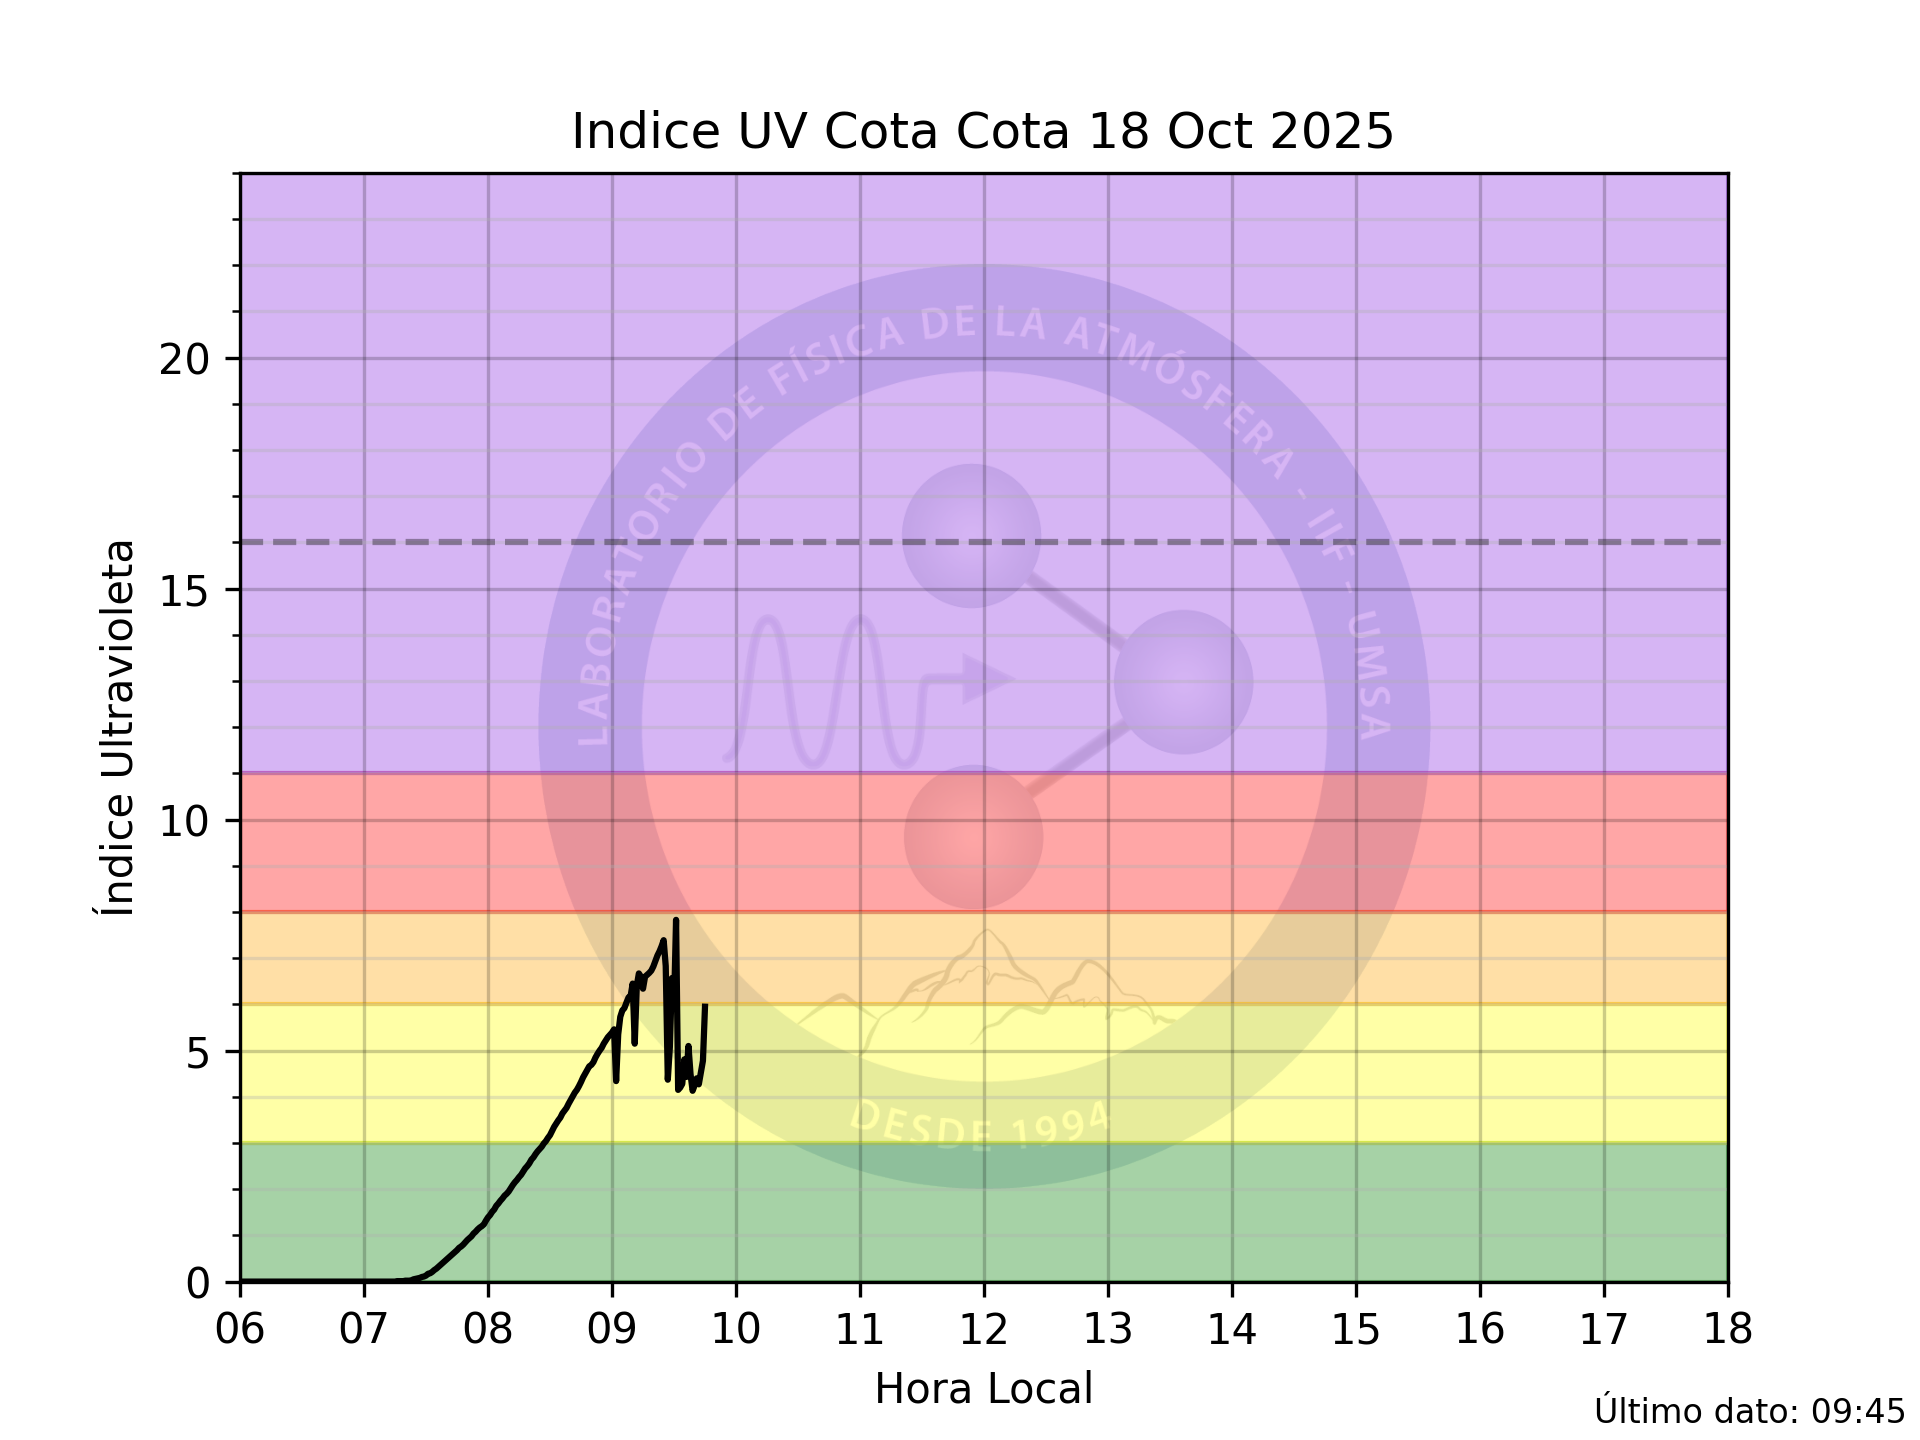 Indice UV Cota Cota 18 Oct 2025
Índice Ultravioleta
20
15
10
5
0
LABORATORIO DE FÍSICA DE LA ATMÓSFERA - IIF - UMSA
DESDE 1994
06 07 08 09 10 11 12 13 14 15 16 17 18
Hora Local
Último dato: 09:45